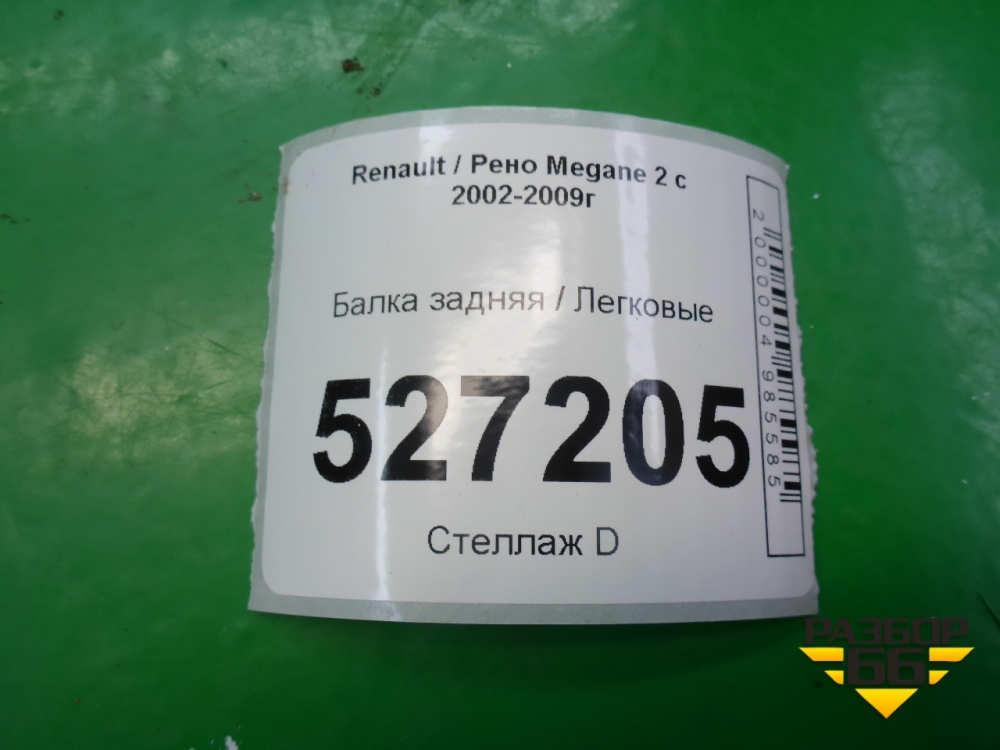 Renault / Рено Megane 2 с
2002-2009г
Балка задняя / Легковые
527205
Стеллаж D
2000004985585
РАЗБОР
66